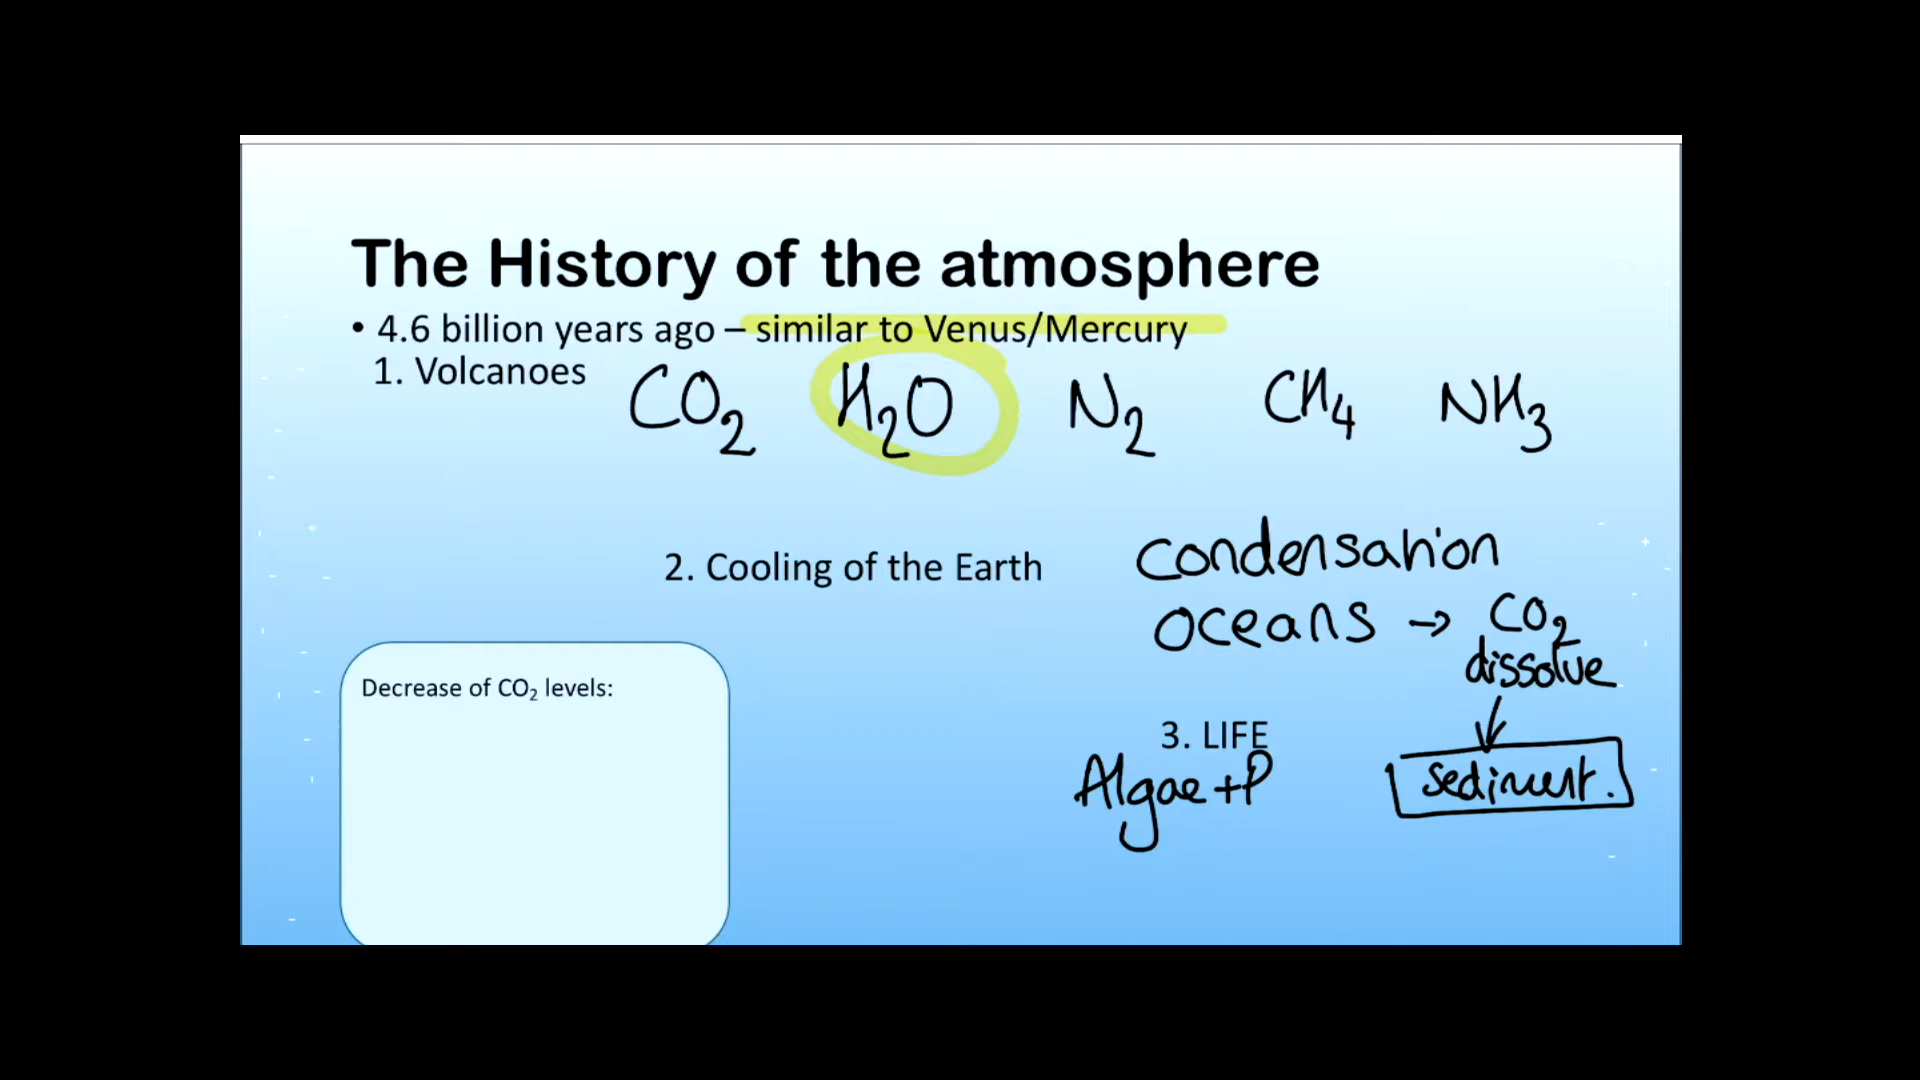 The History of the atmosphere
• 4.6 billion years ago – similar to Venus/Mercury
1. Volcanoes
CO₂ H₂O N₂ CH₄ NH₃
2. Cooling of the Earth
condensation
oceans → CO₂
dissolve
Decrease of CO₂ levels:
3. LIFE
Algae + P
sediment.